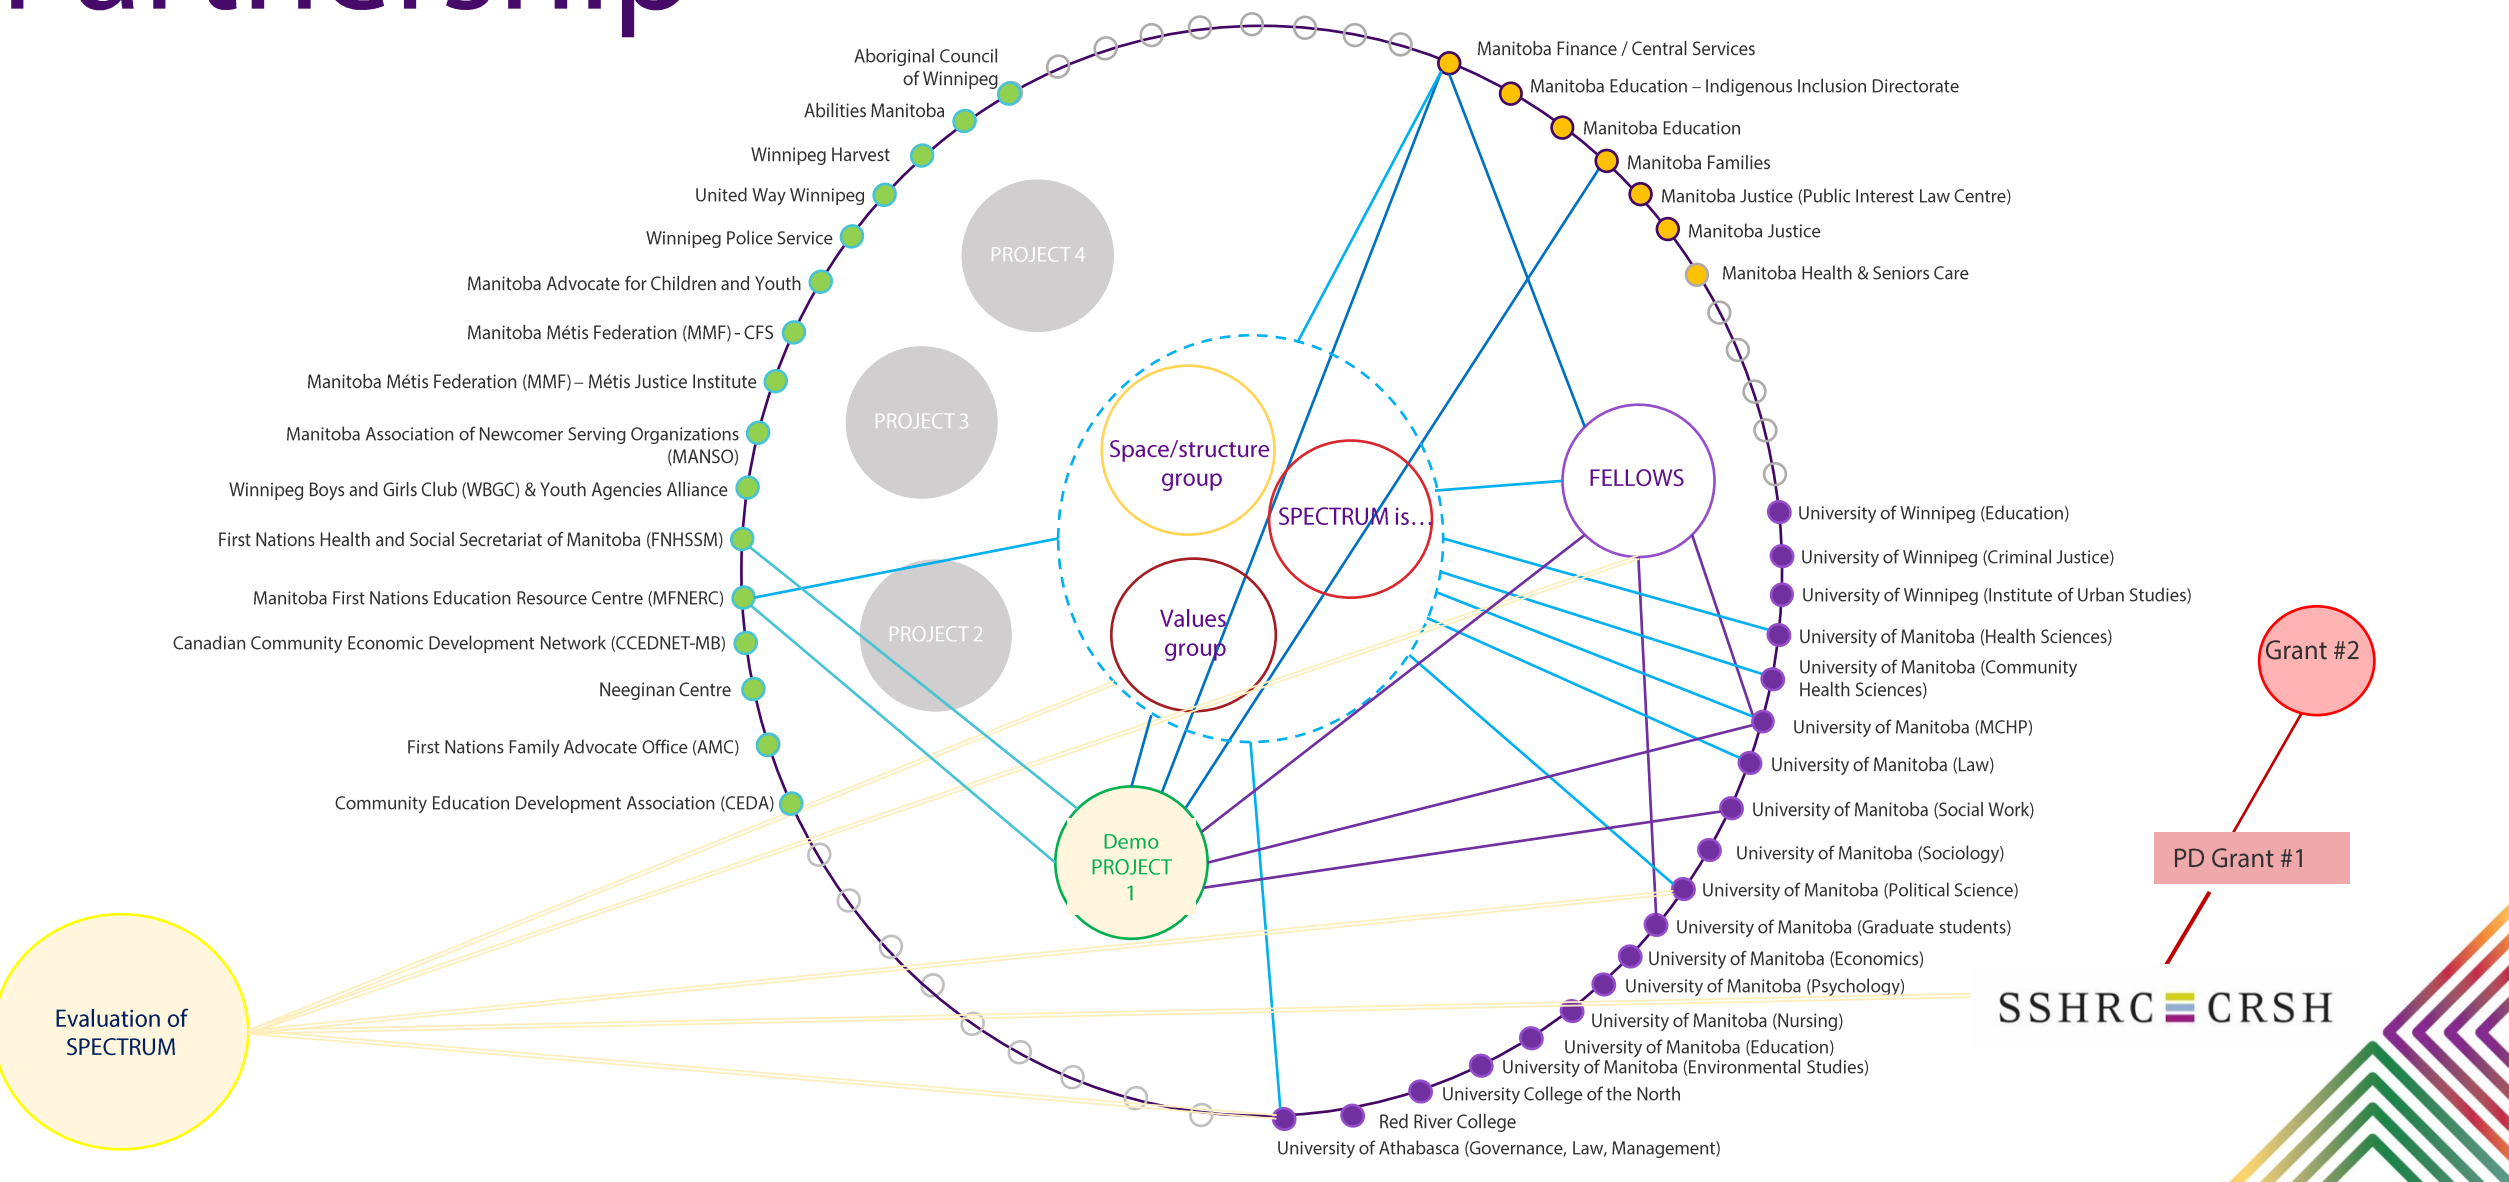 Partnership
Aboriginal Council
of Winnipeg
Abilities Manitoba
Winnipeg Harvest
United Way Winnipeg
Winnipeg Police Service
Manitoba Advocate for Children and Youth
Manitoba Métis Federation (MMF) - CFS
Manitoba Métis Federation (MMF) – Métis Justice Institute
Manitoba Association of Newcomer Serving Organizations
(MANSO)
Winnipeg Boys and Girls Club (WBGC) & Youth Agencies Alliance
First Nations Health and Social Secretariat of Manitoba (FNHSSM)
Manitoba First Nations Education Resource Centre (MFNERC)
Canadian Community Economic Development Network (CCEDNET-MB)
Neeginan Centre
First Nations Family Advocate Office (AMC)
Community Education Development Association (CEDA)
PROJECT 4
PROJECT 3
PROJECT 2
Space/structure
group
SPECTRUM is…
Values
group
FELLOWS
Demo
PROJECT
1
Evaluation of
SPECTRUM
Manitoba Finance / Central Services
Manitoba Education – Indigenous Inclusion Directorate
Manitoba Education
Manitoba Families
Manitoba Justice (Public Interest Law Centre)
Manitoba Justice
Manitoba Health & Seniors Care
University of Winnipeg (Education)
University of Winnipeg (Criminal Justice)
University of Winnipeg (Institute of Urban Studies)
University of Manitoba (Health Sciences)
University of Manitoba (Community
Health Sciences)
University of Manitoba (MCHP)
University of Manitoba (Law)
University of Manitoba (Social Work)
University of Manitoba (Sociology)
University of Manitoba (Political Science)
University of Manitoba (Graduate students)
University of Manitoba (Economics)
University of Manitoba (Psychology)
University of Manitoba (Nursing)
University of Manitoba (Education)
University of Manitoba (Environmental Studies)
University College of the North
Red River College
University of Athabasca (Governance, Law, Management)
Grant #2
PD Grant #1
SSHRC CRSH